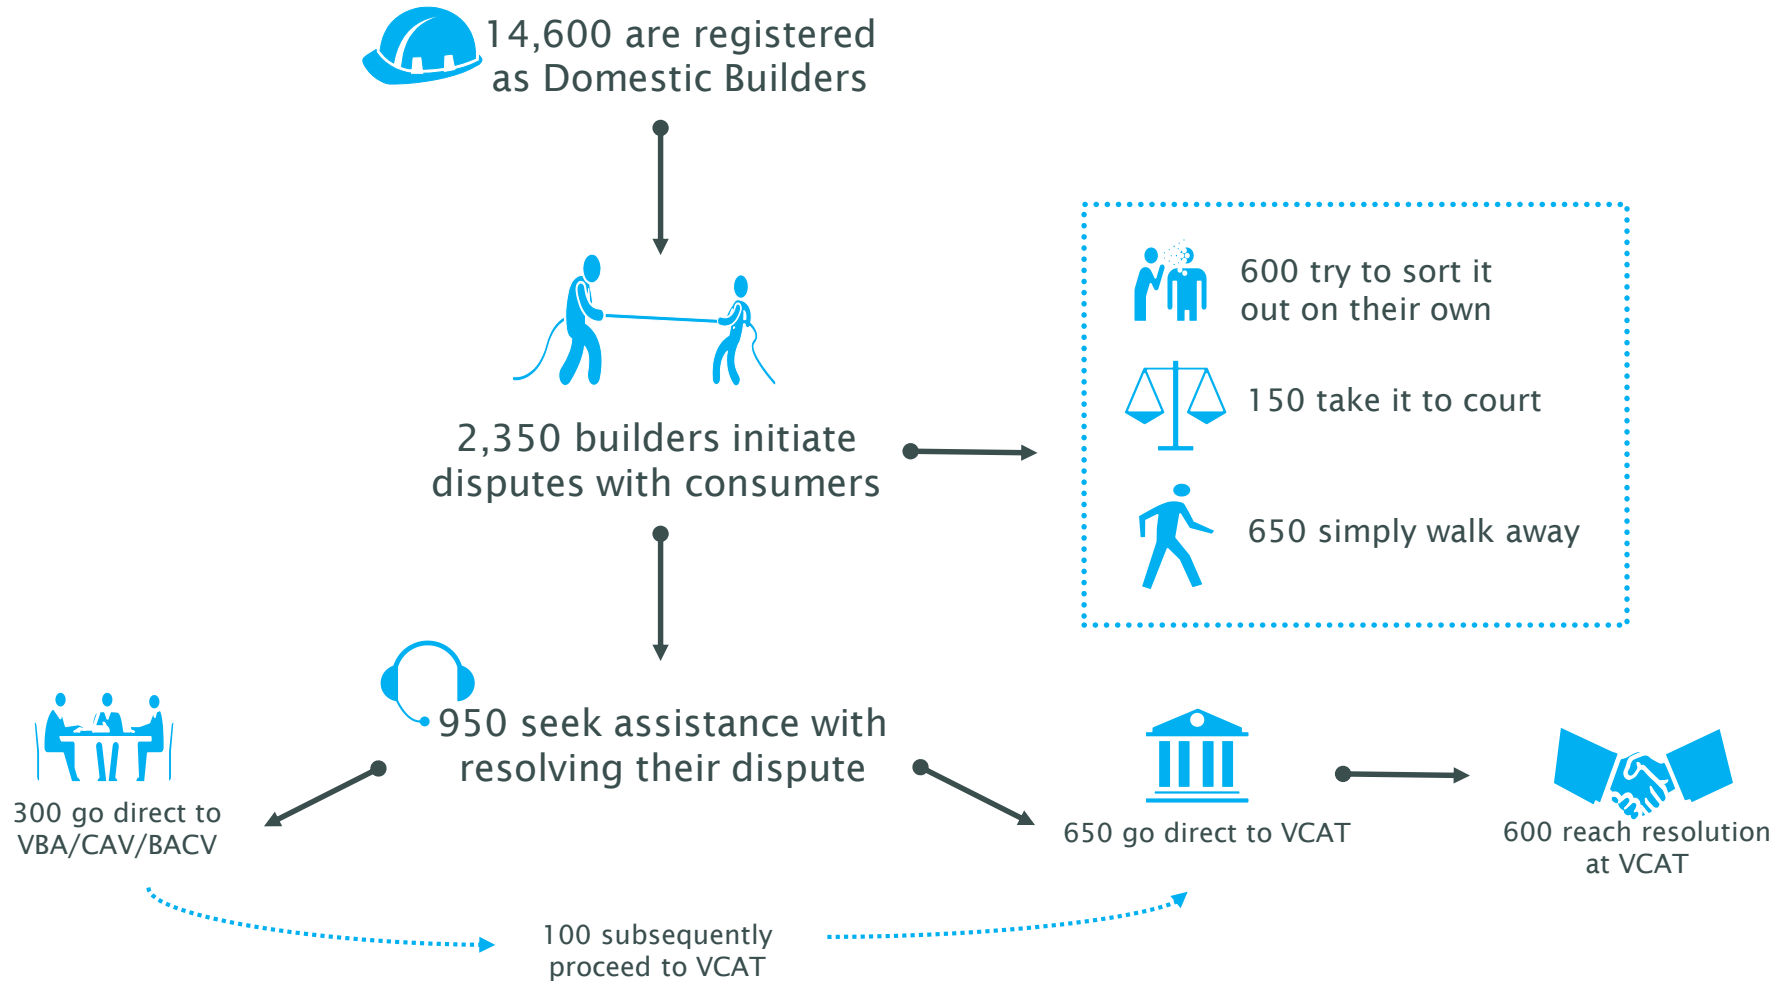 14,600 are registered
as Domestic Builders
600 try to sort it
out on their own
150 take it to court
650 simply walk away
2,350 builders initiate
disputes with consumers
950 seek assistance with
resolving their dispute
300 go direct to
VBA/CAV/BACV
650 go direct to VCAT
600 reach resolution
at VCAT
100 subsequently
proceed to VCAT